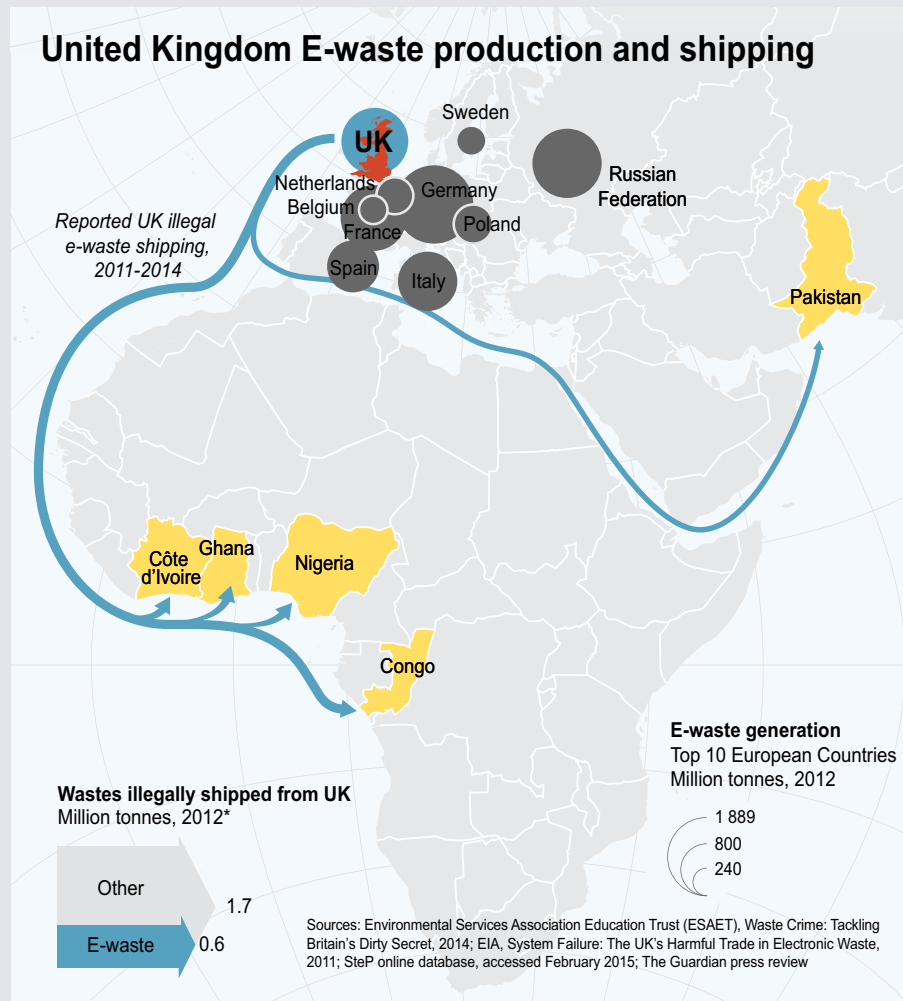 United Kingdom E-waste production and shipping
Sweden
UK
Russian
Federation
Netherlands
Germany
Belgium
Poland
France
Reported UK illegal
e-waste shipping,
2011-2014
Spain
Italy
Pakistan
Côte
d'Ivoire
Ghana
Nigeria
Congo
E-waste generation
Top 10 European Countries
Million tonnes, 2012
1 889
800
240
Wastes illegally shipped from UK
Million tonnes, 2012*
Other
1.7
E-waste
0.6
Sources: Environmental Services Association Education Trust (ESAET), Waste Crime: Tackling
Britain's Dirty Secret, 2014; EIA, System Failure: The UK's Harmful Trade in Electronic Waste,
2011; SteP online database, accessed February 2015; The Guardian press review